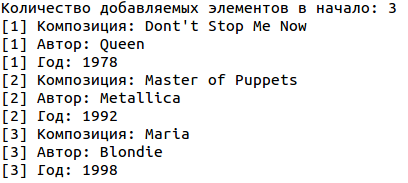 Количество добавляемых элементов в начало: 3
[1] Композиция: Dont't Stop Me Now
[1] Автор: Queen
[1] Год: 1978
[2] Композиция: Master of Puppets
[2] Автор: Metallica
[2] Год: 1992
[3] Композиция: Maria
[3] Автор: Blondie
[3] Год: 1998